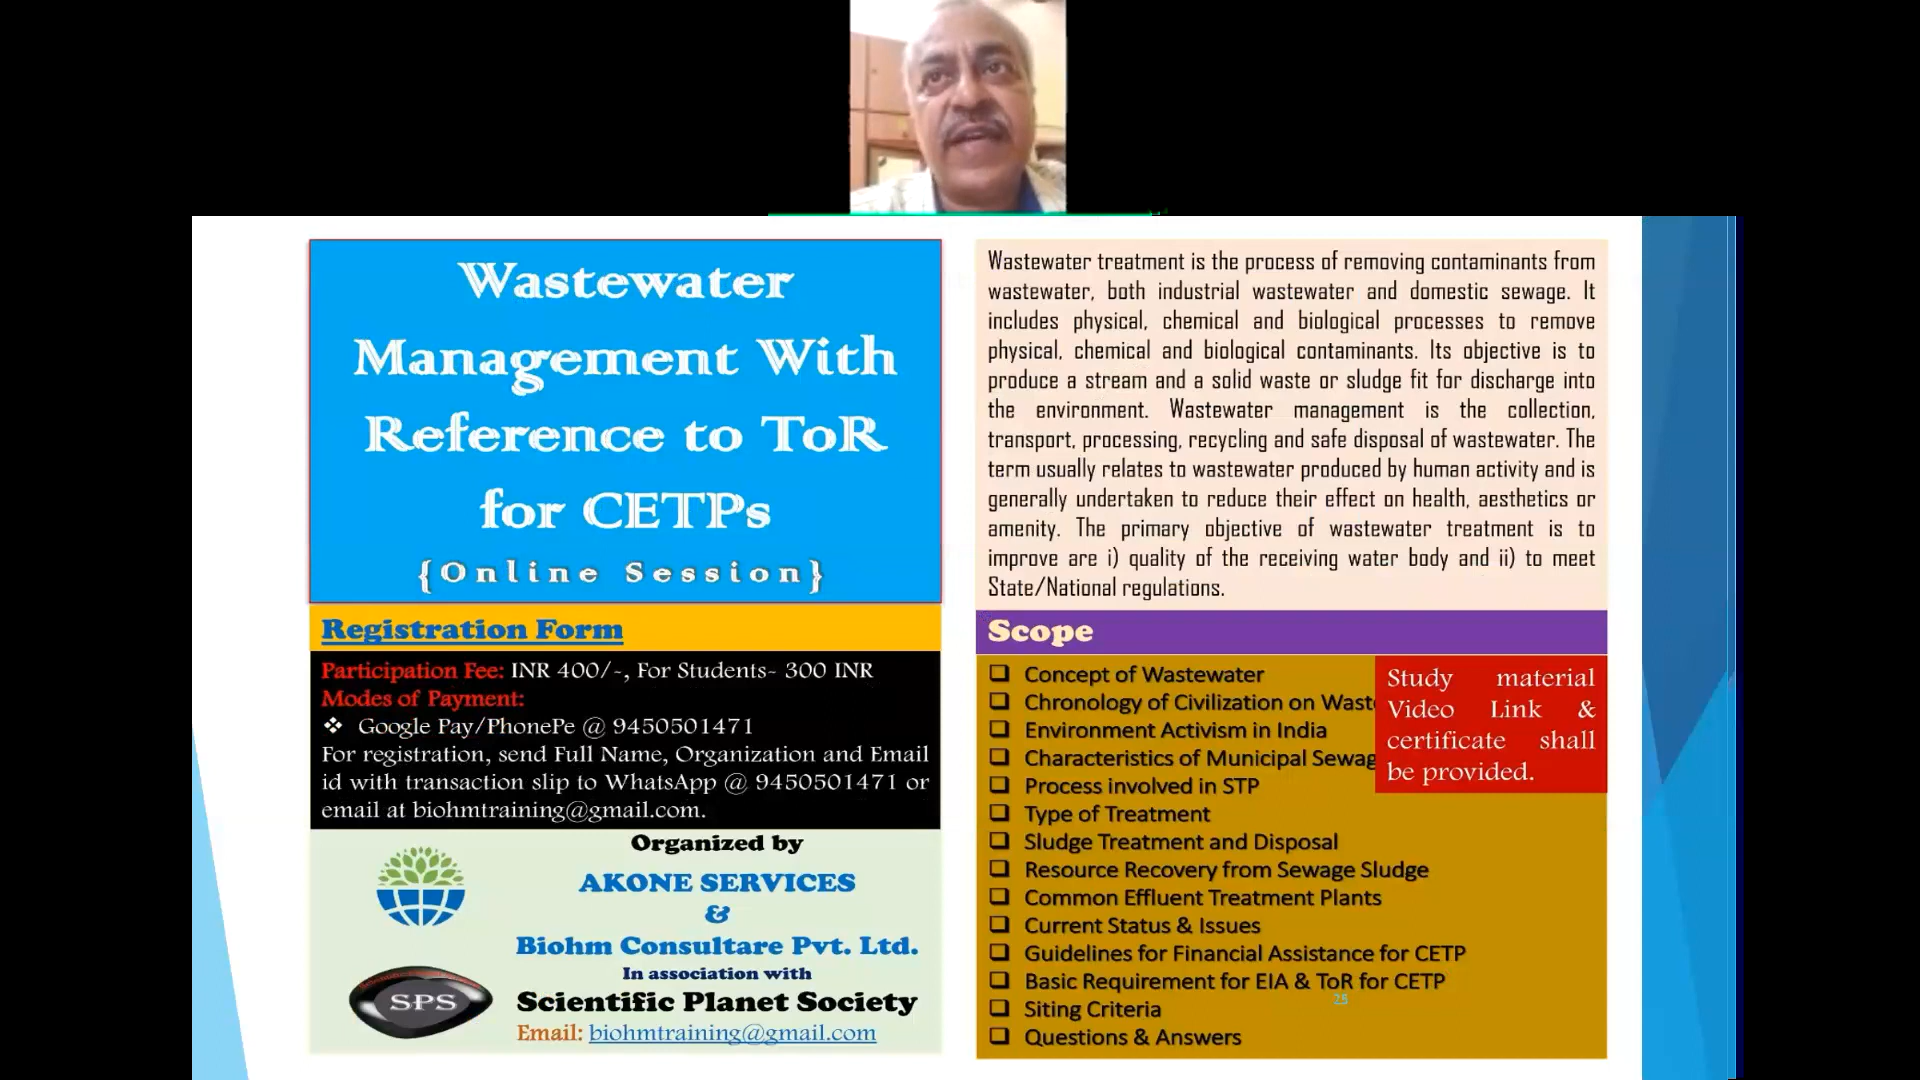 Wastewater
Management With
Reference to ToR
for CETPs
{Online Session}
Registration Form
Participation Fee: INR 400/-, For Students- 300 INR
Modes of Payment:
❖ Google Pay/PhonePe @ 9450501471
For registration, send Full Name, Organization and Email
id with transaction slip to WhatsApp @ 9450501471 or
email at biohmtraining@gmail.com.
Organized by
AKONE SERVICES
&
Biohm Consultare Pvt. Ltd.
In association with
SPS
Scientific Planet Society
Email: biohmtraining@gmail.com
Wastewater treatment is the process of removing contaminants from
wastewater, both industrial wastewater and domestic sewage. It
includes physical, chemical and biological processes to remove
physical, chemical and biological contaminants. Its objective is to
produce a stream and a solid waste or sludge fit for discharge into
the environment. Wastewater management is the collection,
transport, processing, recycling and safe disposal of wastewater. The
term usually relates to wastewater produced by human activity and is
generally undertaken to reduce their effect on health, aesthetics or
amenity. The primary objective of wastewater treatment is to
improve are i) quality of the receiving water body and ii) to meet
State/National regulations.
Scope
❑ Concept of Wastewater
❑ Chronology of Civilization on Wast
❑ Environment Activism in India
❑ Characteristics of Municipal Sewag
❑ Process involved in STP
❑ Type of Treatment
❑ Sludge Treatment and Disposal
❑ Resource Recovery from Sewage Sludge
❑ Common Effluent Treatment Plants
❑ Current Status & Issues
❑ Guidelines for Financial Assistance for CETP
❑ Basic Requirement for EIA & ToR for CETP
❑ Siting Criteria
❑ Questions & Answers
Study material
Video Link &
certificate shall
be provided.
25